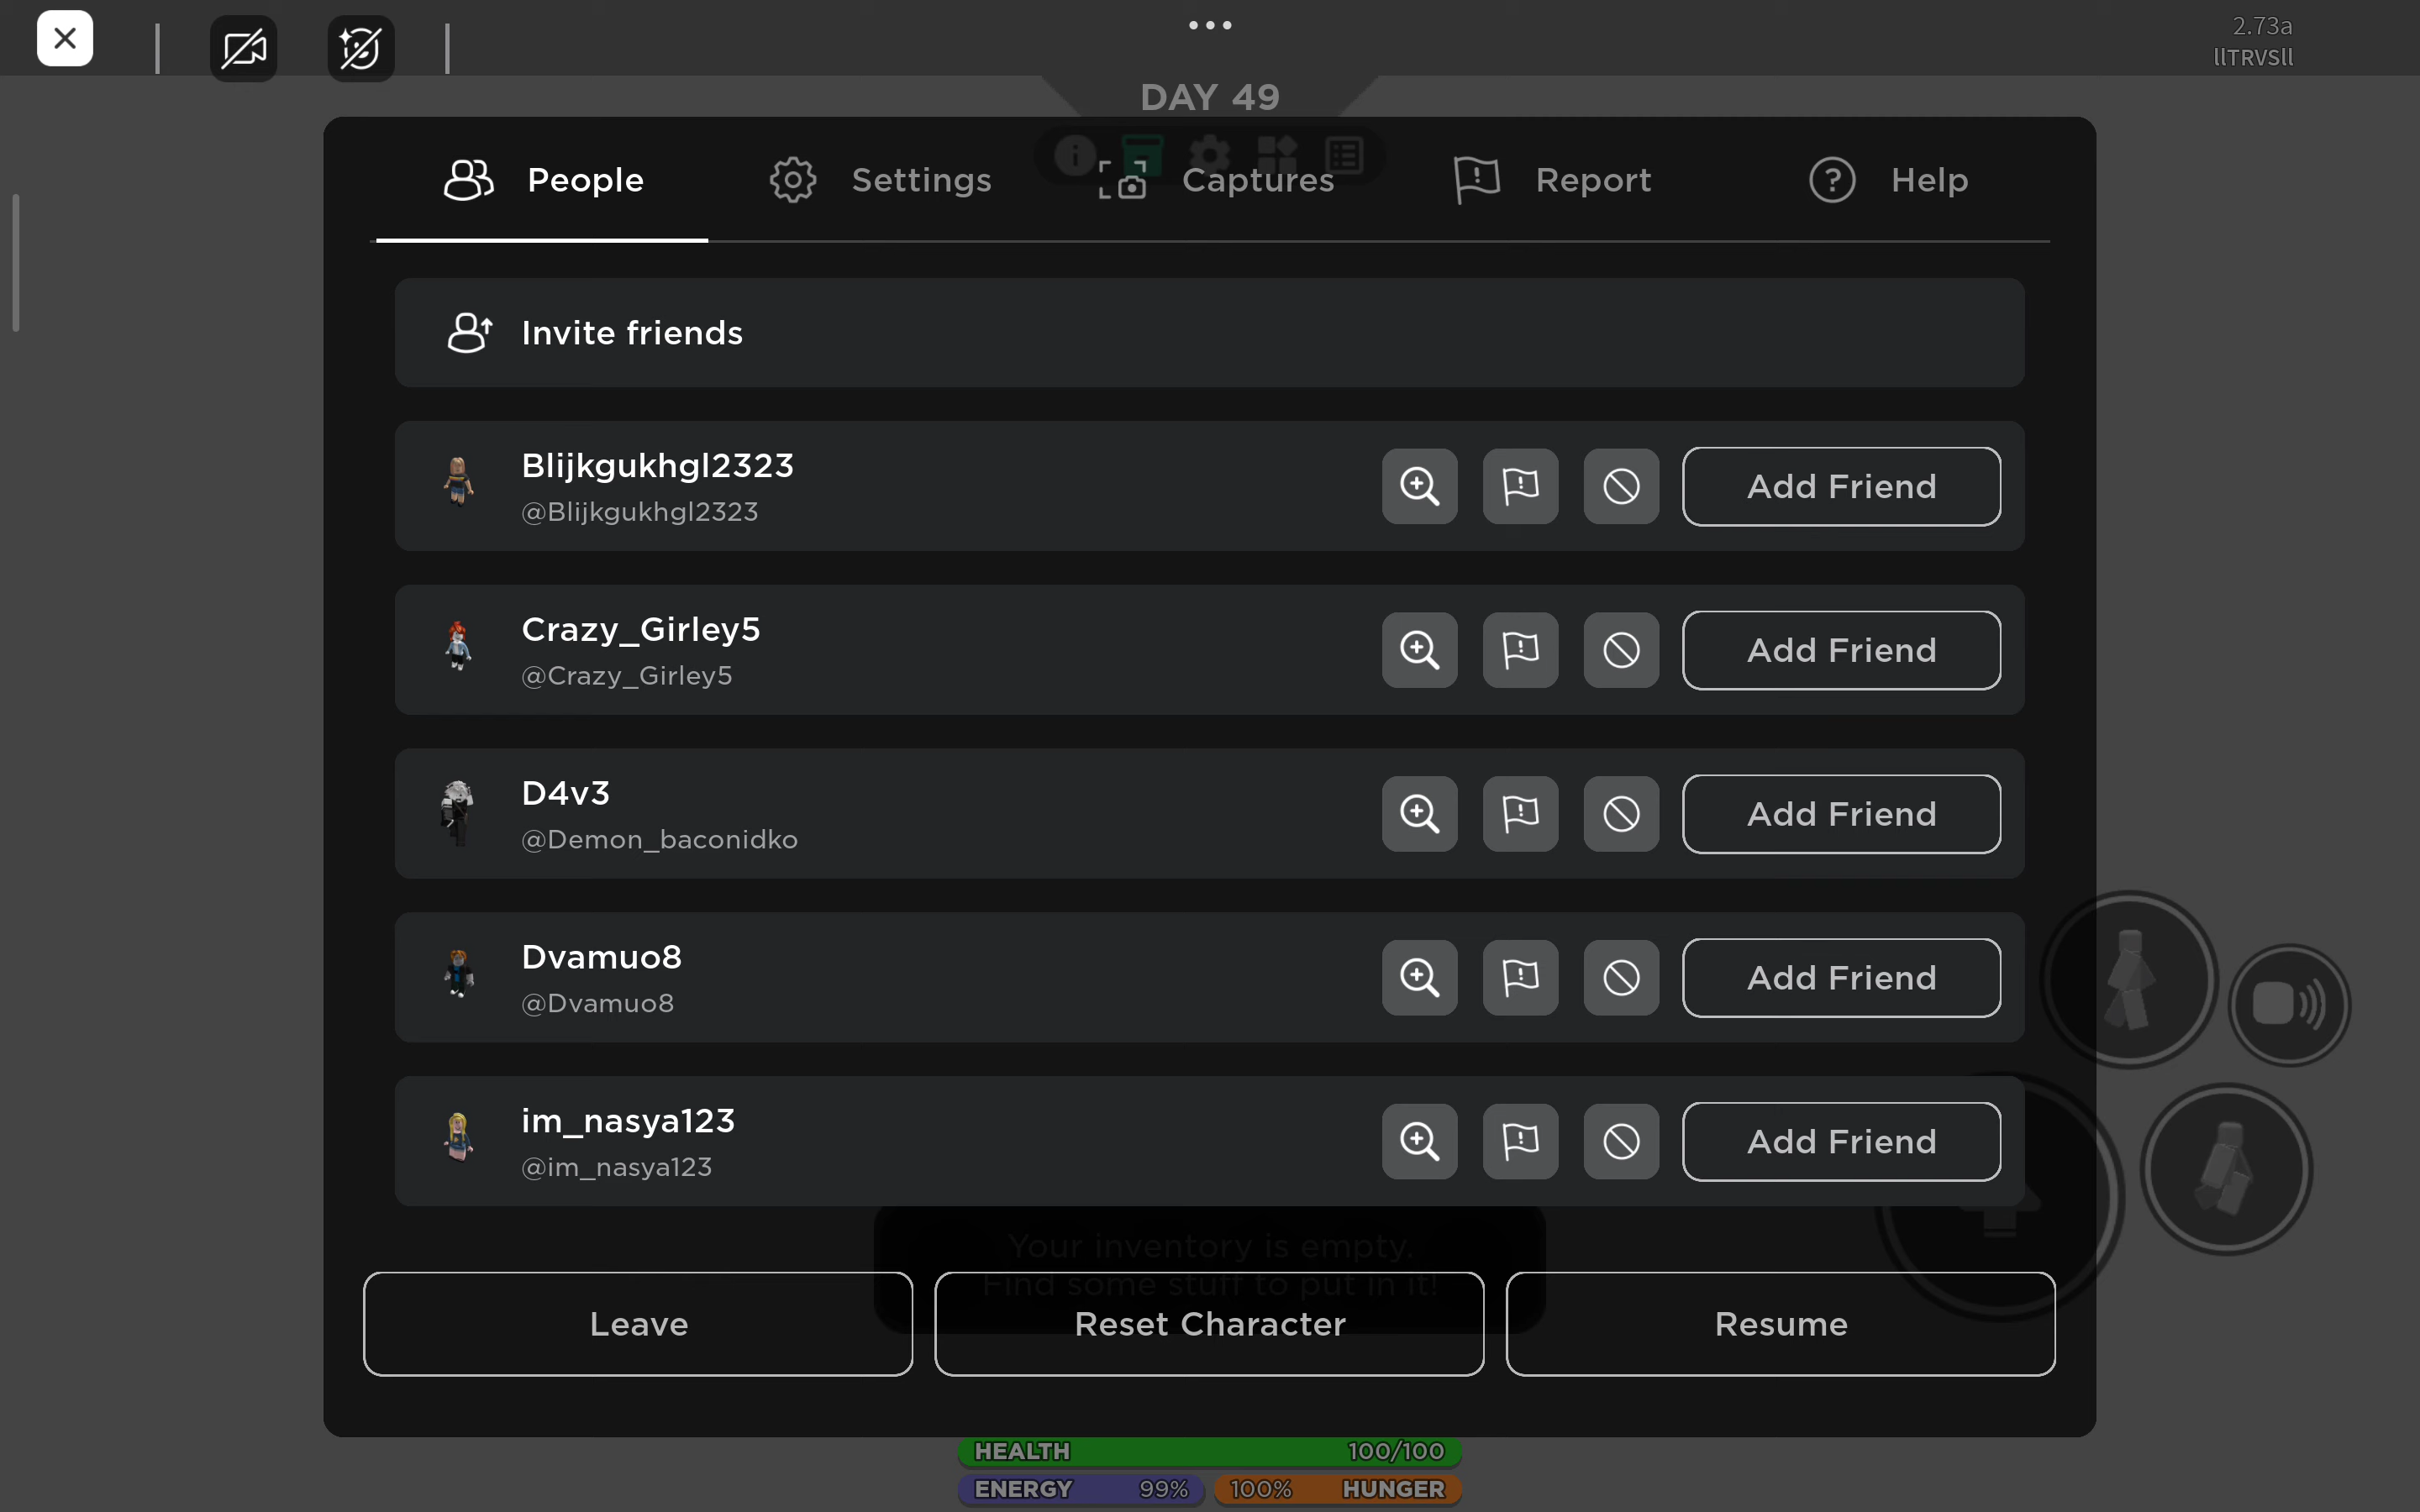 2.73a
llTRVSll
DAY 49
People
Settings
Captures
Report
Help
Invite friends
Blijkgukhgl2323
@Blijkgukhgl2323
Add Friend
Crazy_Girley5
@Crazy_Girley5
Add Friend
D4v3
@Demon_baconidko
Add Friend
Dvamuo8
@Dvamuo8
Add Friend
im_nasya123
@im_nasya123
Add Friend
Your inventory is empty.
Find some stuff to put in it!
Leave
Reset Character
Resume
HEALTH 100/100
ENERGY 99% 100% HUNGER